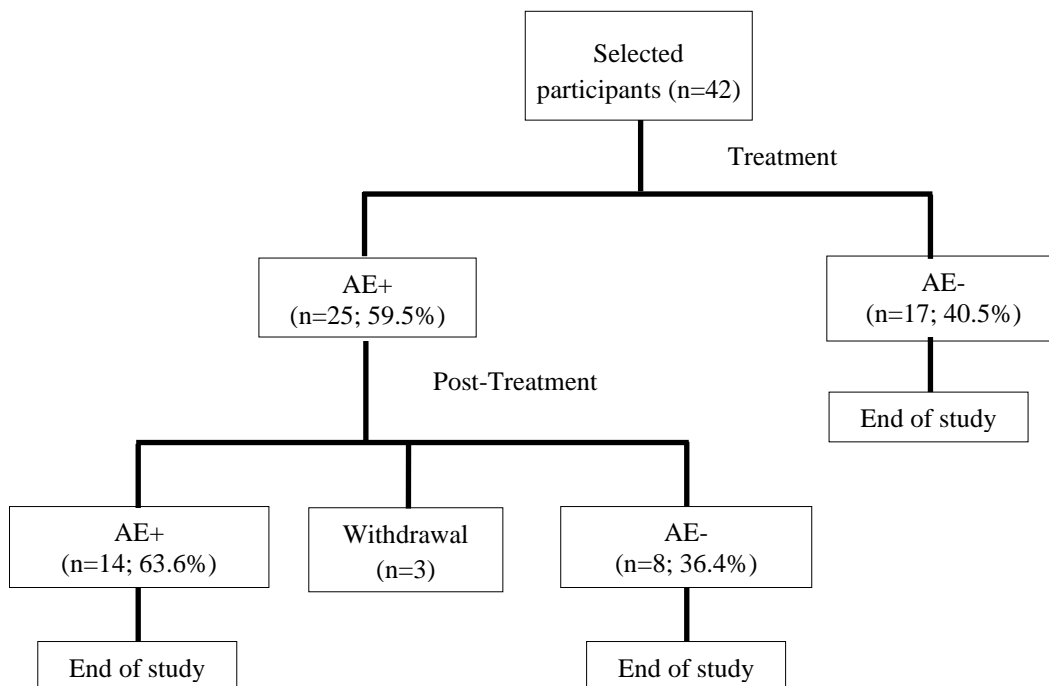 Selected
participants (n=42)
Treatment
AE+
(n=25; 59.5%)
AE-
(n=17; 40.5%)
Post-Treatment
End of study
AE+
(n=14; 63.6%)
Withdrawal
(n=3)
AE-
(n=8; 36.4%)
End of study
End of study